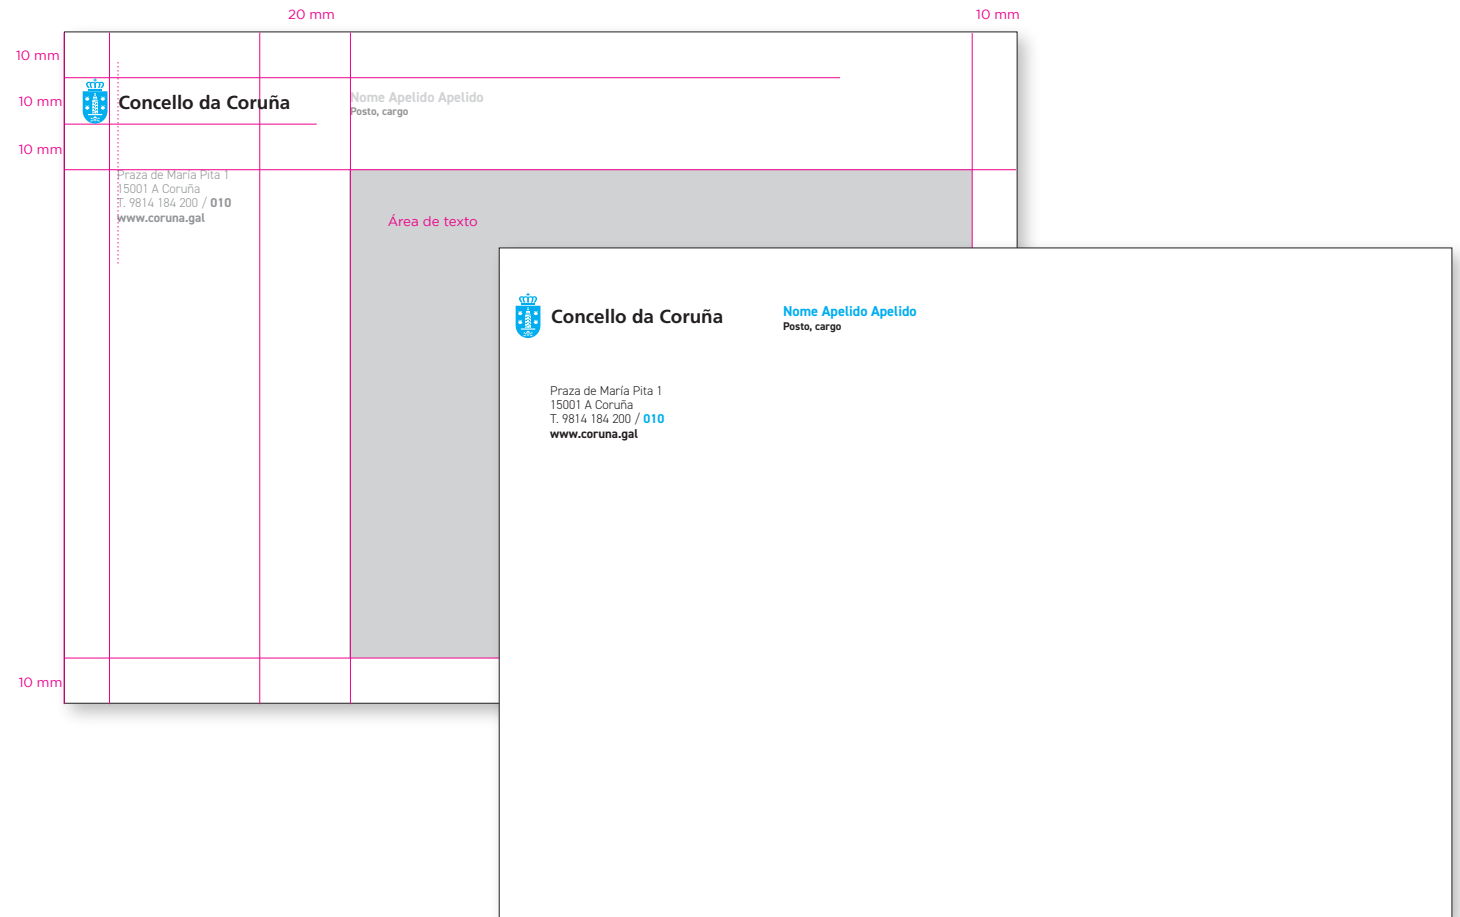 20 mm
10 mm
10 mm
10 mm
Concello da Coruña
Nome Apelido Apelido
Posto, cargo
10 mm
Praza de María Pita 1
15001 A Coruña
T. 9814 184 200 / 010
www.coruna.gal
Área de texto
10 mm
Concello da Coruña
Nome Apelido Apelido
Posto, cargo
Praza de María Pita 1
15001 A Coruña
T. 9814 184 200 / 010
www.coruna.gal